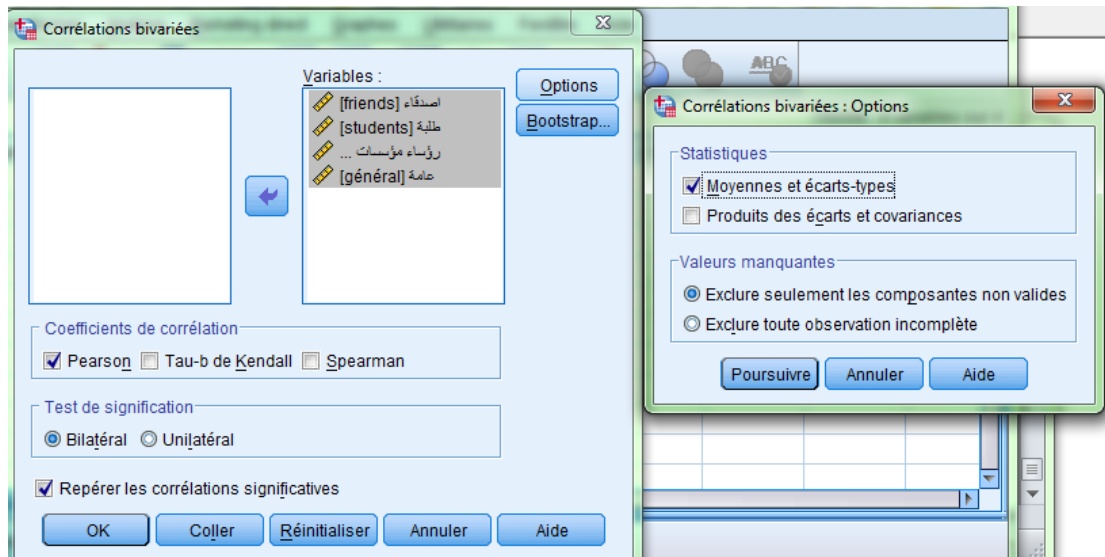 Corrélations bivariées
Variables :
اصدقاء [friends]
طلبة [students]
رؤساء مؤسسات ...
عامة [général]
Options
Bootstrap...
Coefficients de corrélation
Pearson
Tau-b de Kendall
Spearman
Test de signification
Bilatéral
Unilatéral
Repérer les corrélations significatives
OK
Coller
Réinitialiser
Annuler
Aide
ABC
Corrélations bivariées : Options
Statistiques
Moyennes et écarts-types
Produits des écarts et covariances
Valeurs manquantes
Exclure seulement les composantes non valides
Exclure toute observation incomplète
Poursuivre
Annuler
Aide